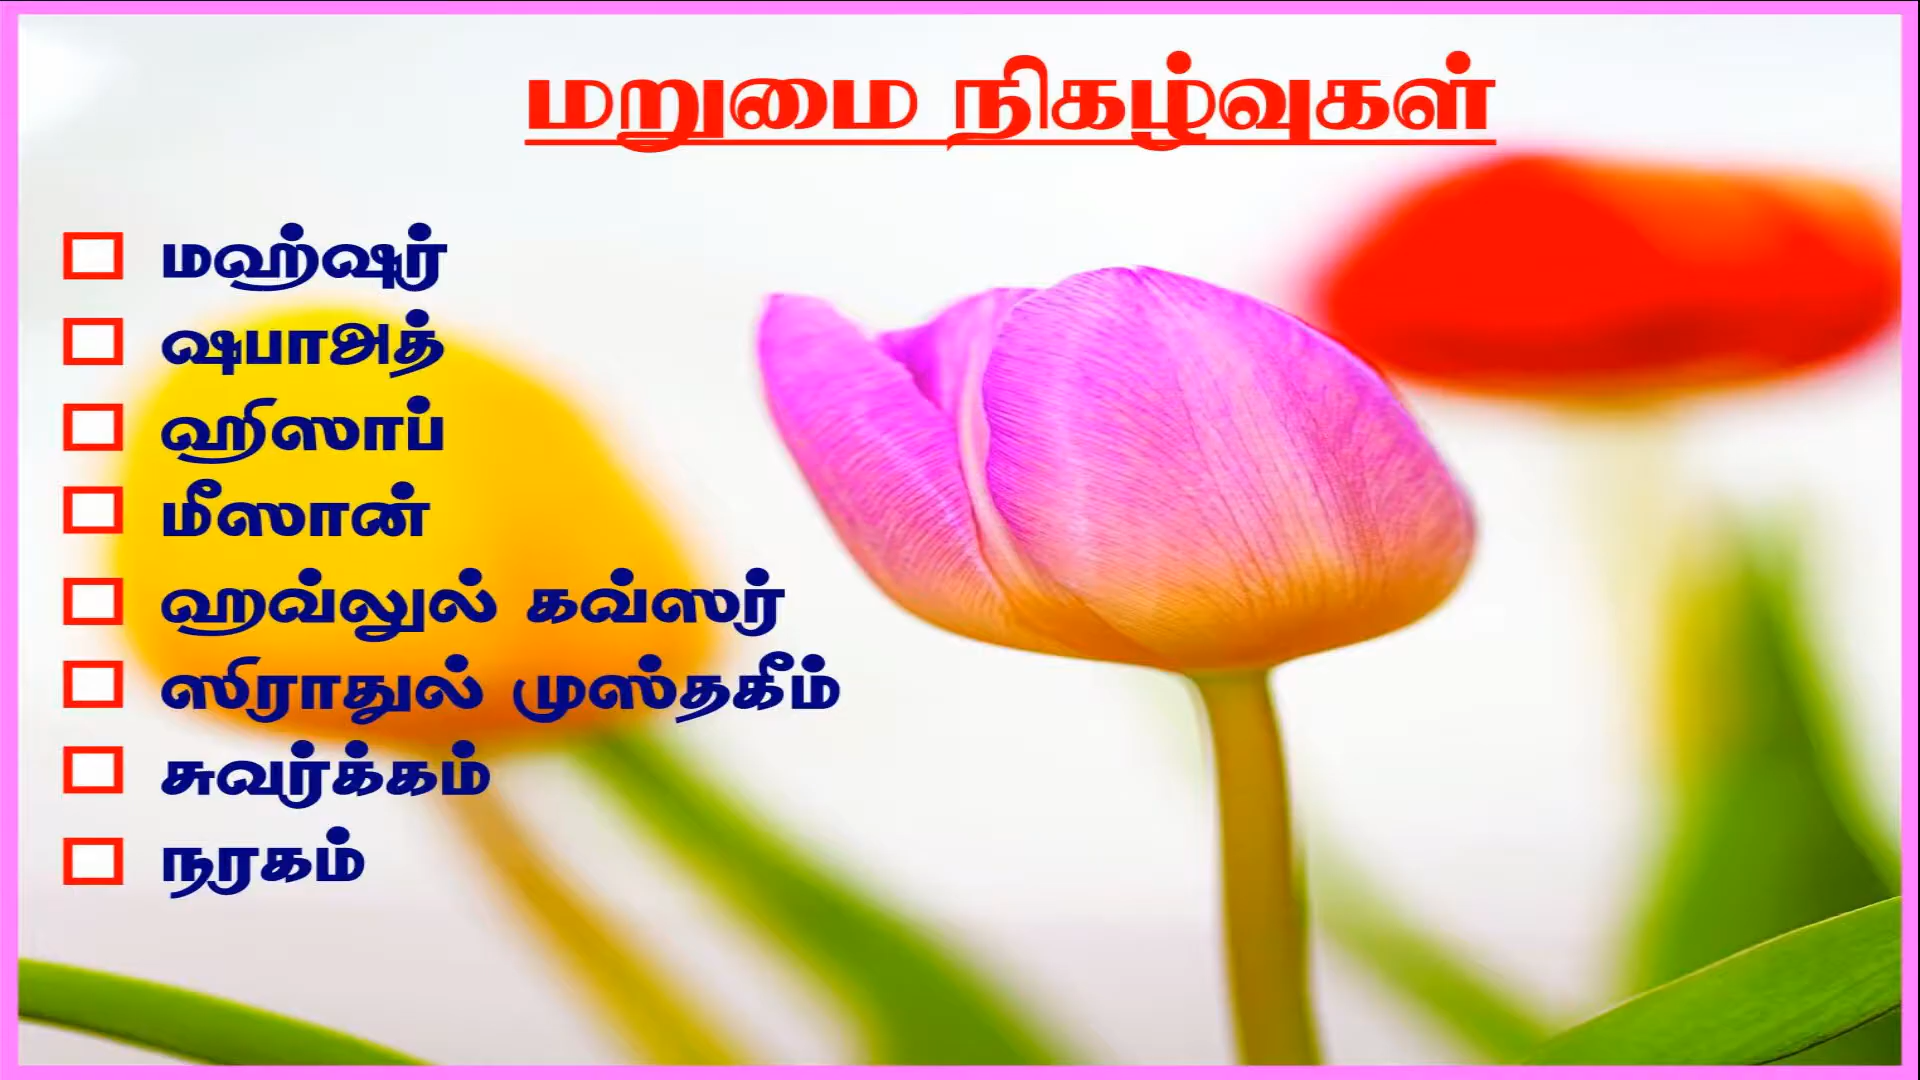 மறுமை நிகழ்வுகள்
மஹ்ஷர்
ஷபாஅத்
ஹிஸாப்
மீஸான்
ஹவ்லுல் கவ்ஸர்
ஸிராதுல் முஸ்தகீம்
சுவர்க்கம்
நரகம்